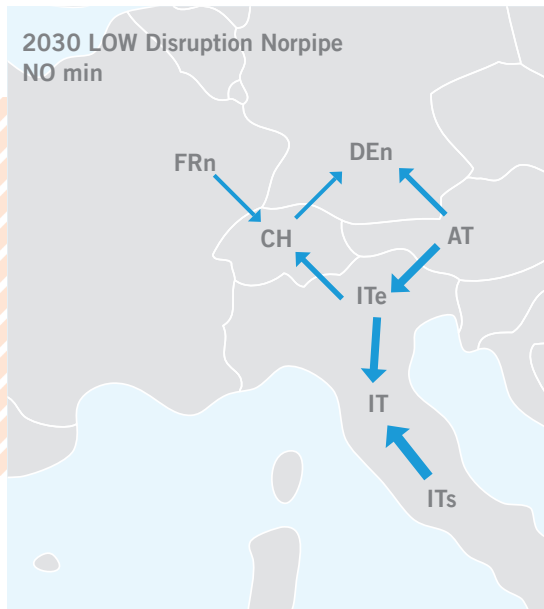 2030 LOW Disruption Norpipe
NO min
FRn
DEn
CH
AT
ITe
IT
ITs